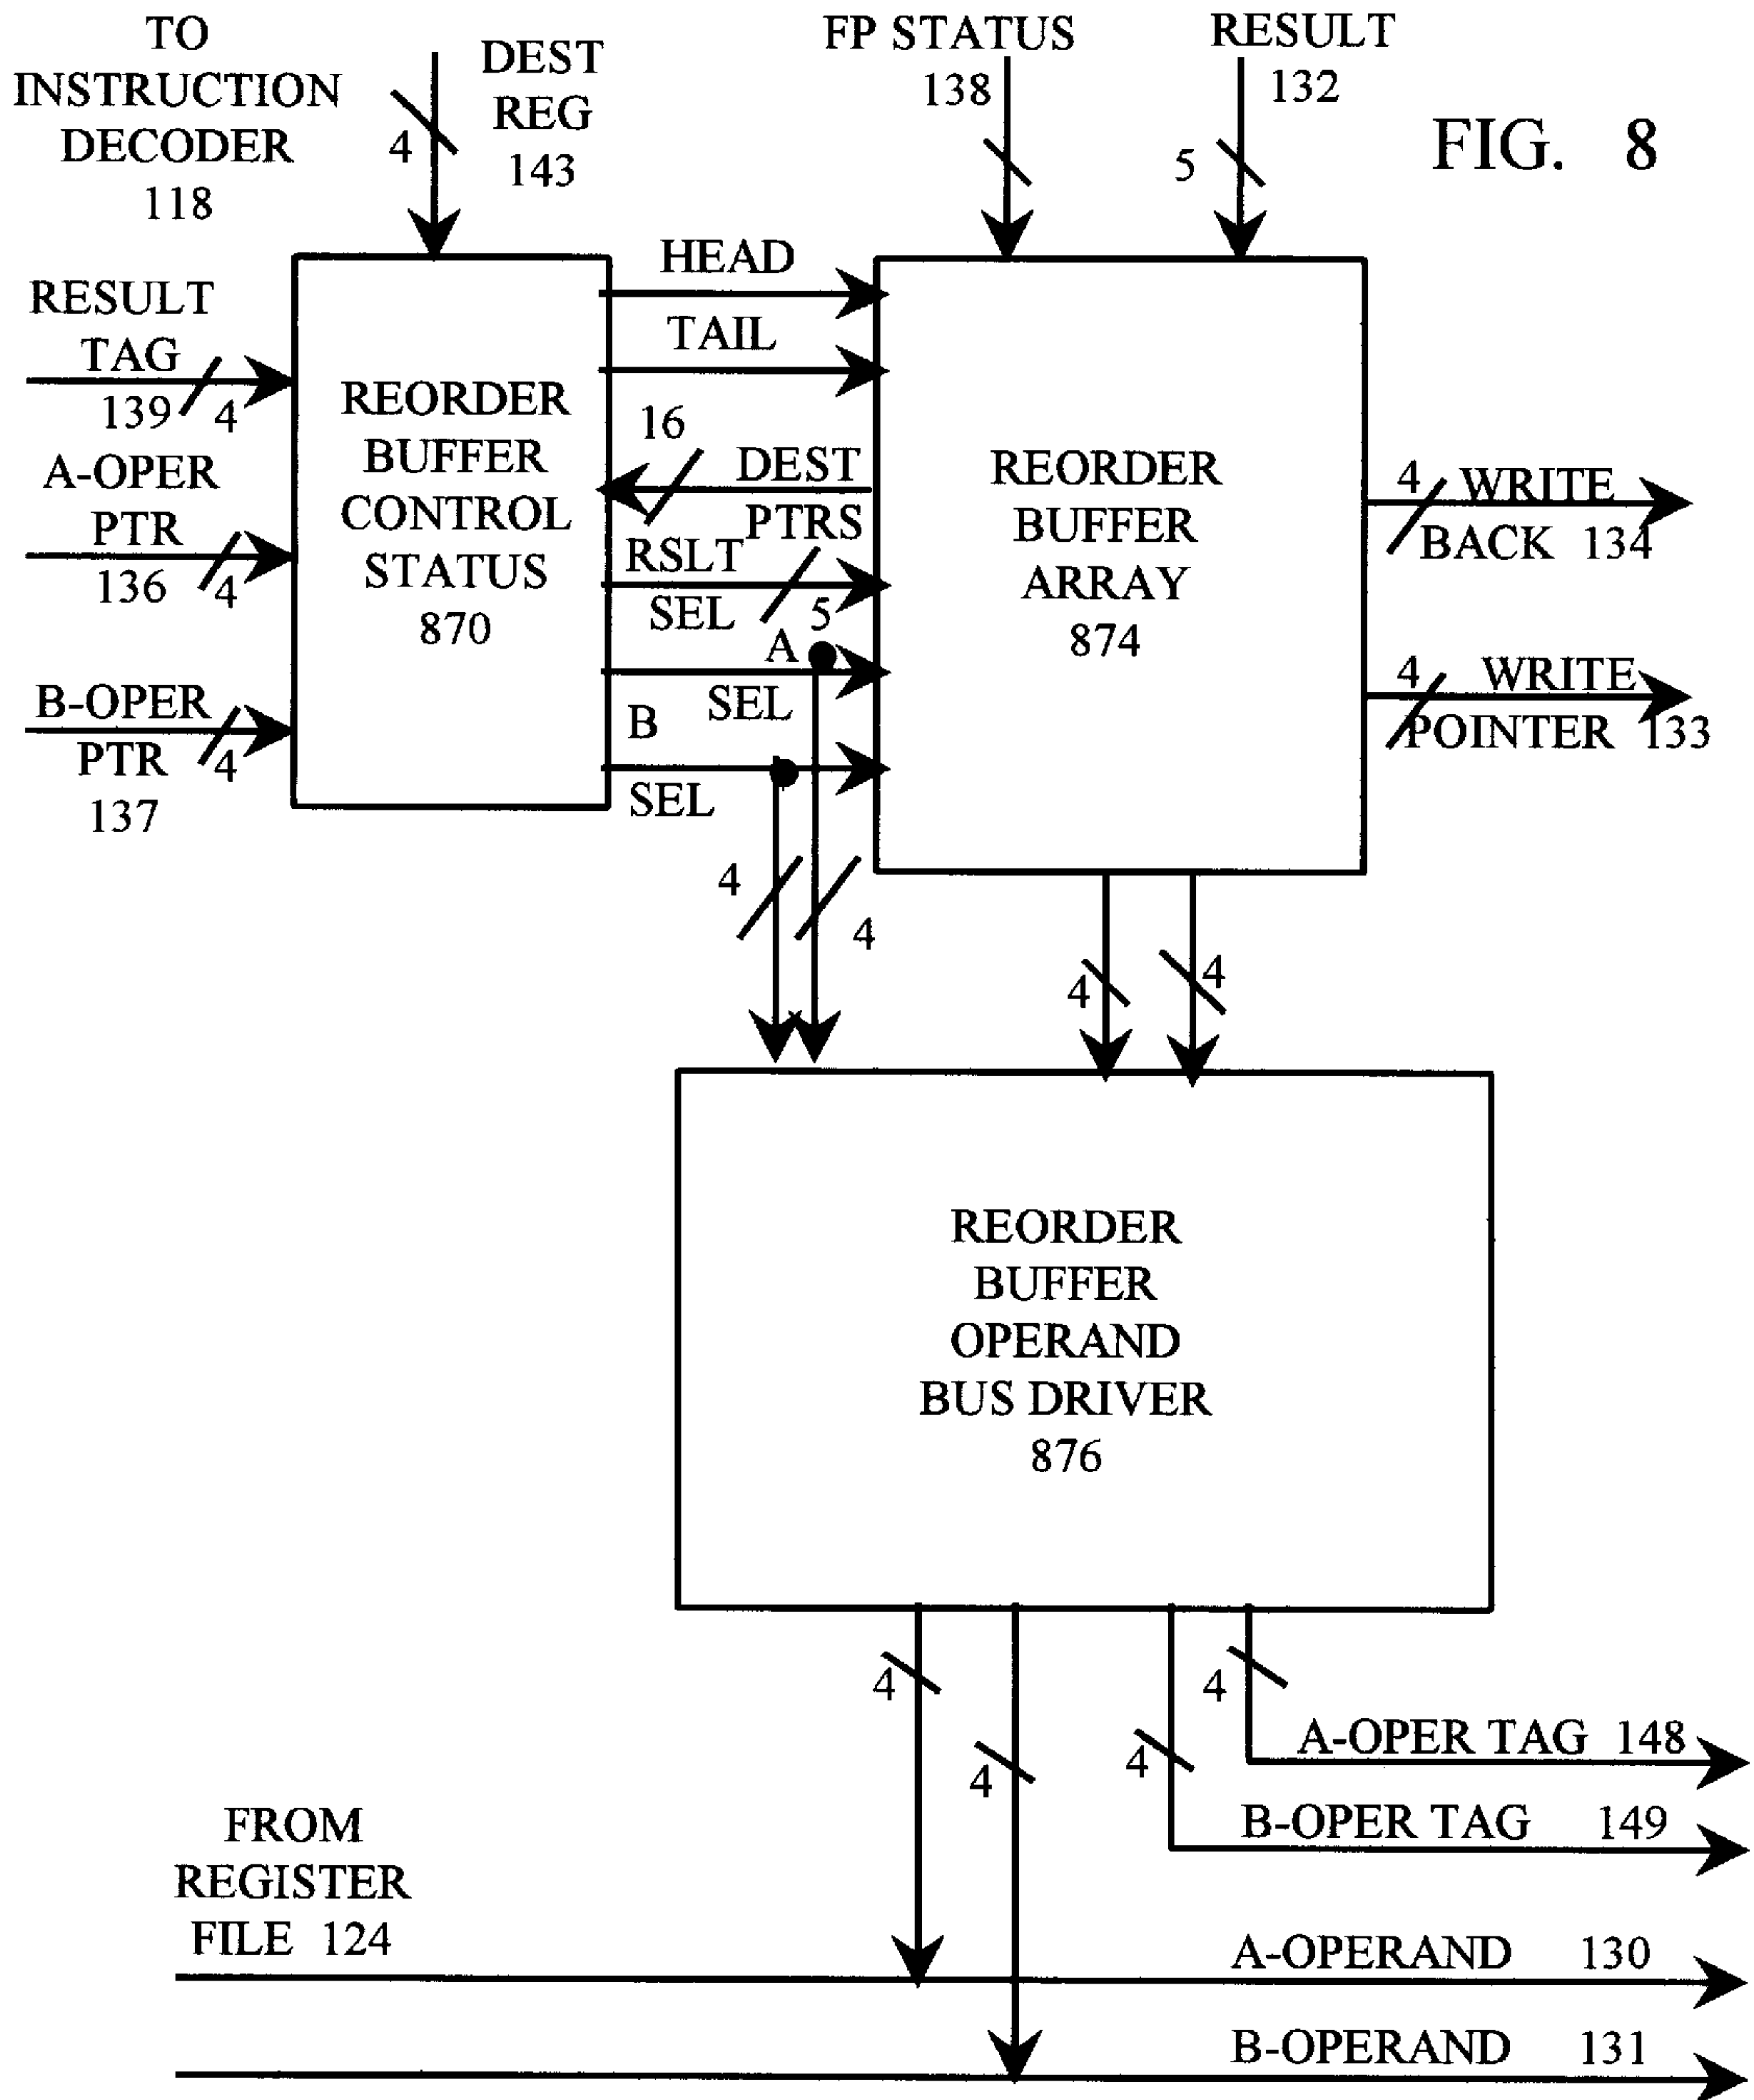 TO
INSTRUCTION
DECODER
118
4
DEST
REG
143
FP STATUS
138
RESULT
132
5
FIG. 8
RESULT
TAG
139
4
A-OPER
PTR
136
4
B-OPER
PTR
137
4
REORDER
BUFFER
CONTROL
STATUS
870
HEAD
TAIL
16
DEST
PTRS
RSLT
SEL
5
A
SEL
B
SEL
REORDER
BUFFER
ARRAY
874
4
WRITE
BACK 134
4
WRITE
POINTER 133
4
4
4
4
REORDER
BUFFER
OPERAND
BUS DRIVER
876
4
4
4
4
A-OPER TAG 148
B-OPER TAG 149
FROM
REGISTER
FILE 124
A-OPERAND 130
B-OPERAND 131